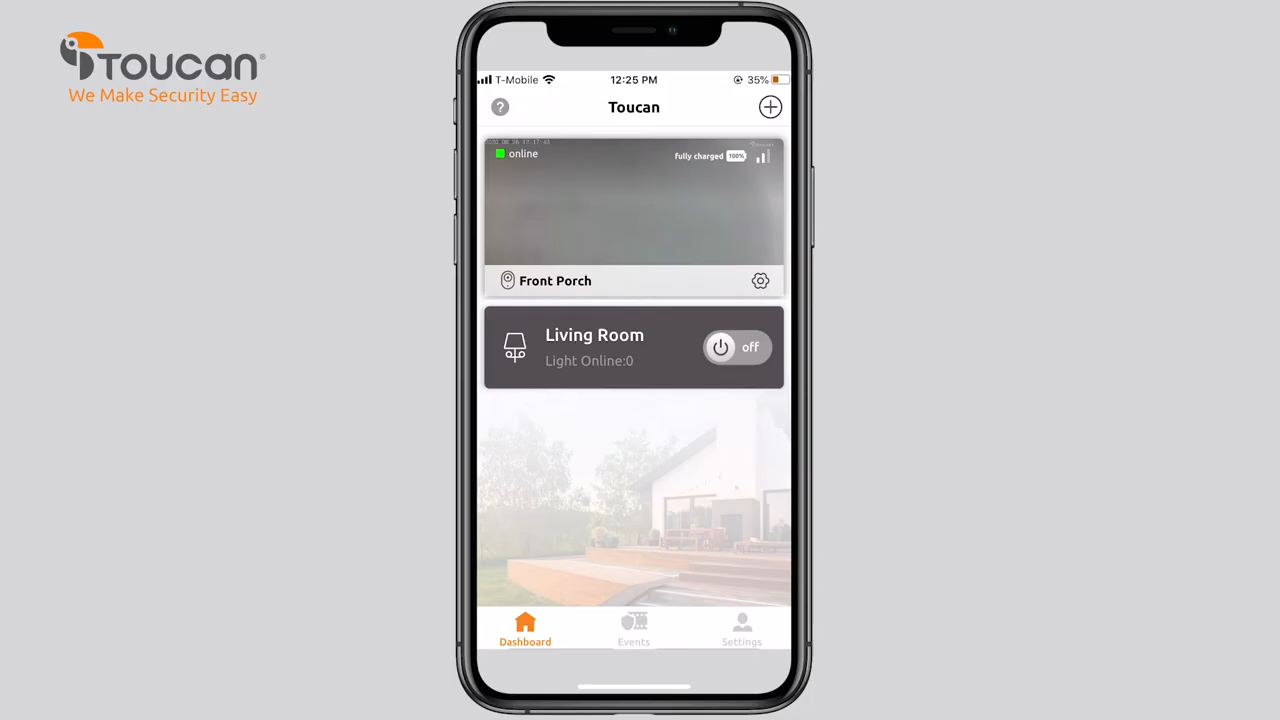 Toucan®
We Make Security Easy
T-Mobile
12:25 PM
35%
?
Toucan
online
fully charged 100%
Front Porch
Living Room
Light Online:0
off
Dashboard
Events
Settings